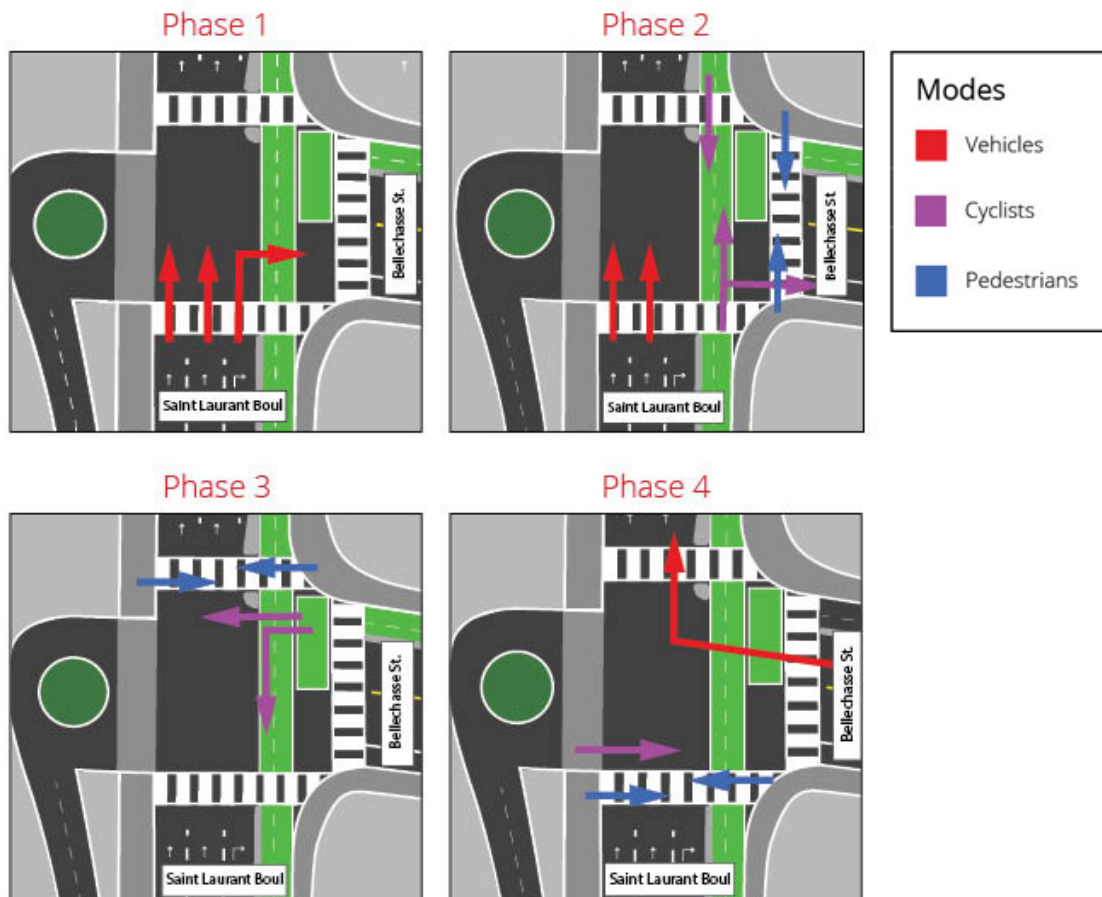 Phase 1
Phase 2
Bellechasse St.
Saint Laurant Boul
Bellechasse St.
Saint Laurant Boul
Modes
Vehicles
Cyclists
Pedestrians
Phase 3
Phase 4
Bellechasse St.
Saint Laurant Boul
Bellechasse St.
Saint Laurant Boul